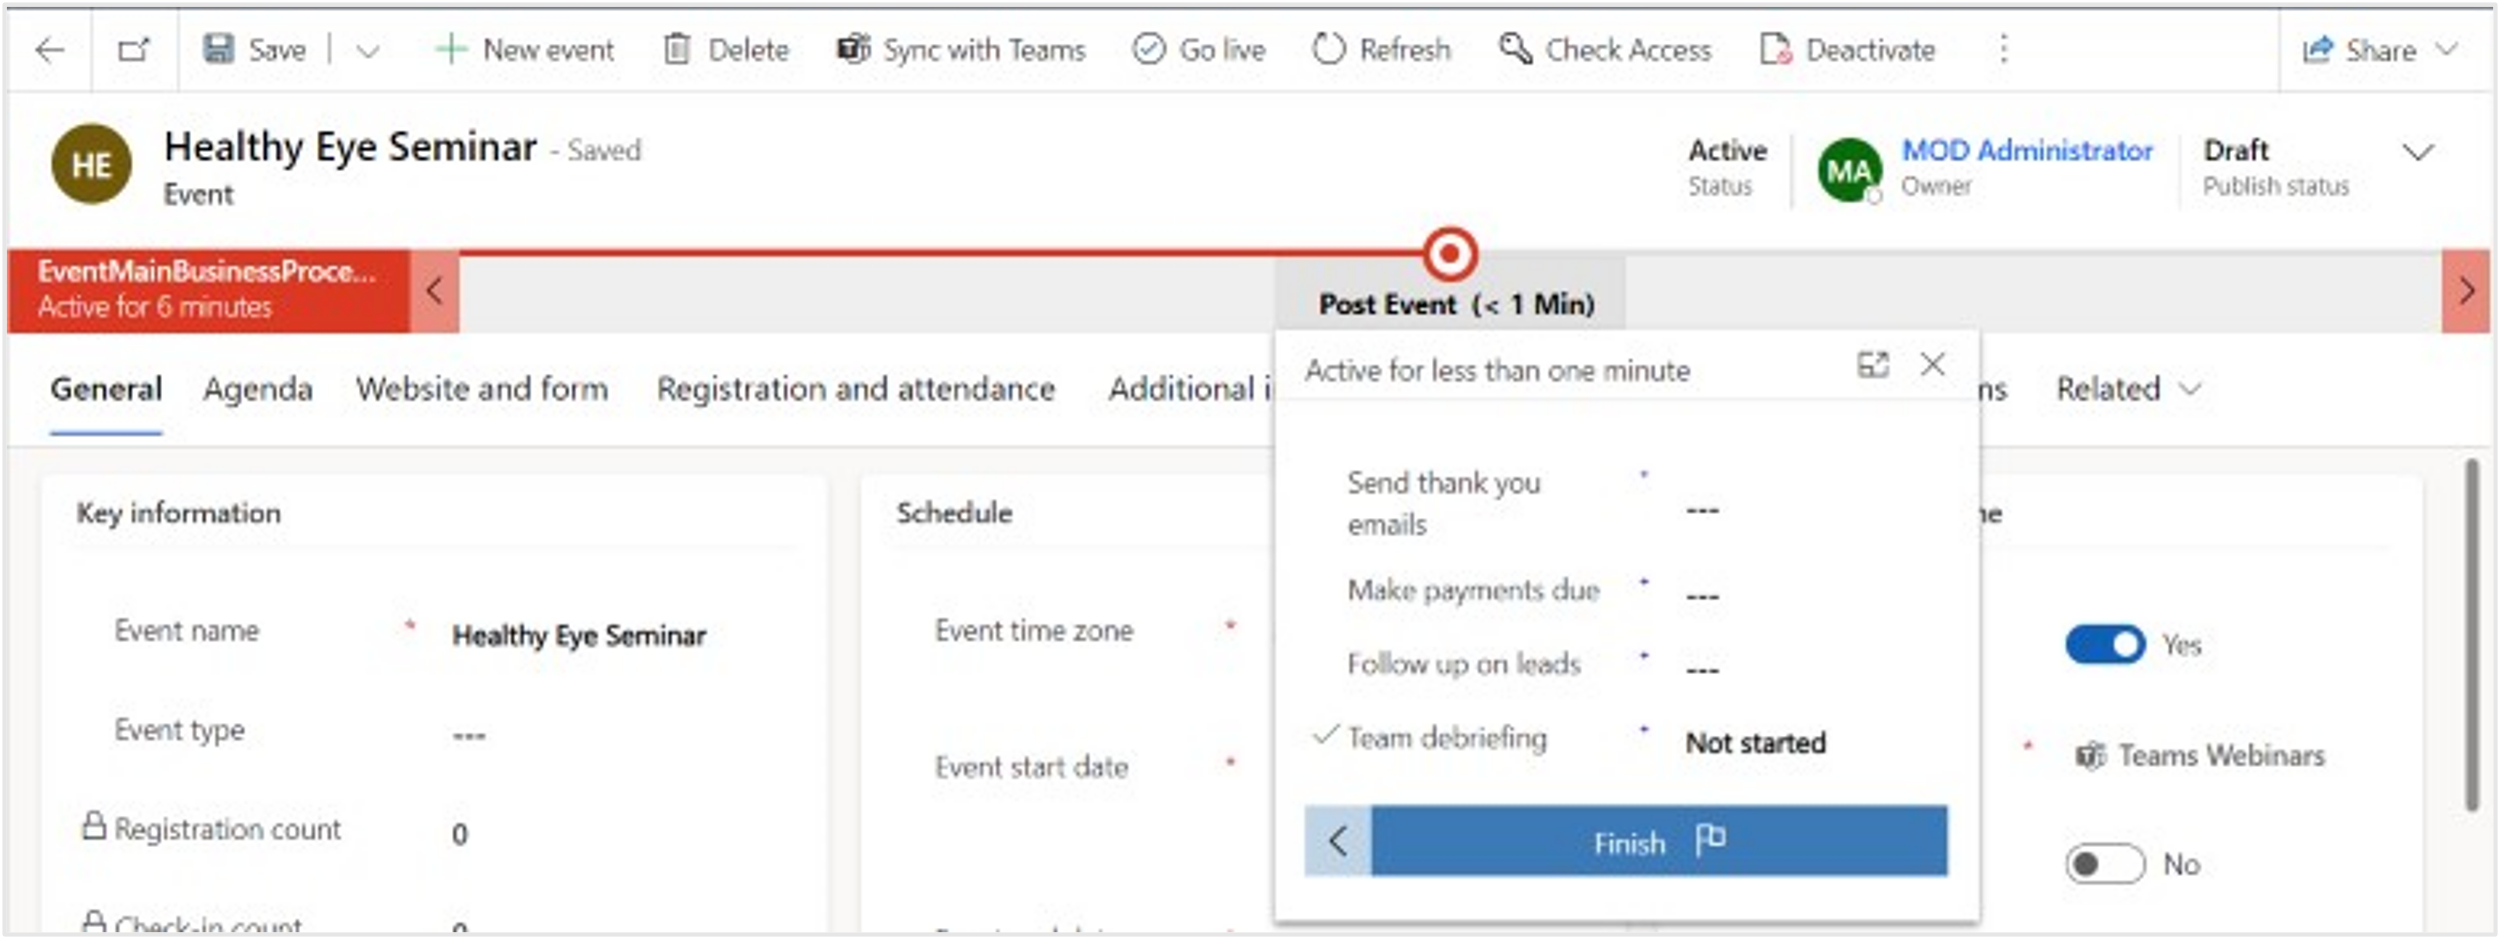 Save New event Delete Sync with Teams Go live Refresh Check Access Deactivate Share
HE
Healthy Eye Seminar - Saved
Event
Active
Status
MA
MOD Administrator
Owner
Draft
Publish status
EventMainBusinessProce...
Active for 6 minutes
Post Event (< 1 Min)
General Agenda Website and form Registration and attendance Additional i ns Related
Active for less than one minute
Key information
Event name * Healthy Eye Seminar
Event type ---
Registration count 0
Check-in count 0
Schedule
Event time zone *
Event start date *
Send thank you
emails * ---
Make payments due * ---
Follow up on leads * ---
Team debriefing * Not started
Finish
Yes
* Teams Webinars
No